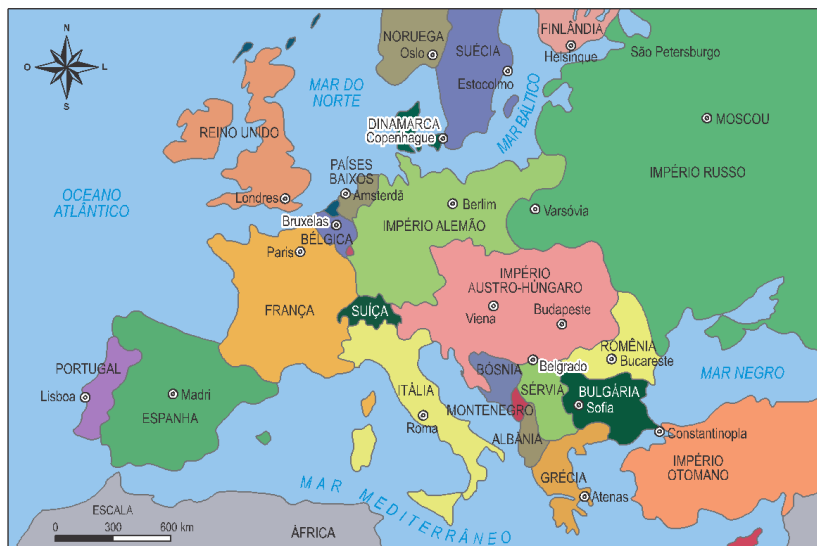 N
O
L
S
NORUEGA
Oslo
SUÉCIA
Estocolmo
FINLÂNDIA
Helsinque
São Petersburgo
MAR DO
NORTE
MAR BÁLTICO
DINAMARCA
Copenhague
MOSCOU
REINO UNIDO
IMPÉRIO RUSSO
PAÍSES
BAIXOS
Amsterdã
OCEANO
ATLÂNTICO
Londres
Berlim
Varsóvia
Bruxelas
BÉLGICA
IMPÉRIO ALEMÃO
Paris
IMPÉRIO
AUSTRO-HÚNGARO
FRANÇA
SUÍÇA
Viena
Budapeste
ROMÊNIA
Bucareste
BÓSNIA
Belgrado
MAR NEGRO
PORTUGAL
Lisboa
Madri
ESPANHA
ITÁLIA
Roma
SÉRVIA
BULGÁRIA
Sofia
MONTENEGRO
ALBÂNIA
Constantinopla
IMPÉRIO
OTOMANO
GRÉCIA
Atenas
MAR MEDITERRÂNEO
ESCALA
0 300 600 km
ÁFRICA